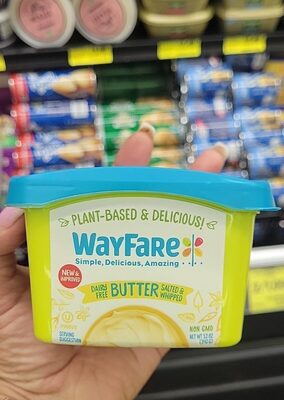 PLANT-BASED & DELICIOUS!
WAYFARE
Simple, Delicious, Amazing
NEW &
IMPROVED
DAIRY
FREE
BUTTER
SALTED &
WHIPPED
U
SERVING
SUGGESTION
NON GMO
NET WT. 12 OZ.
(340 g)